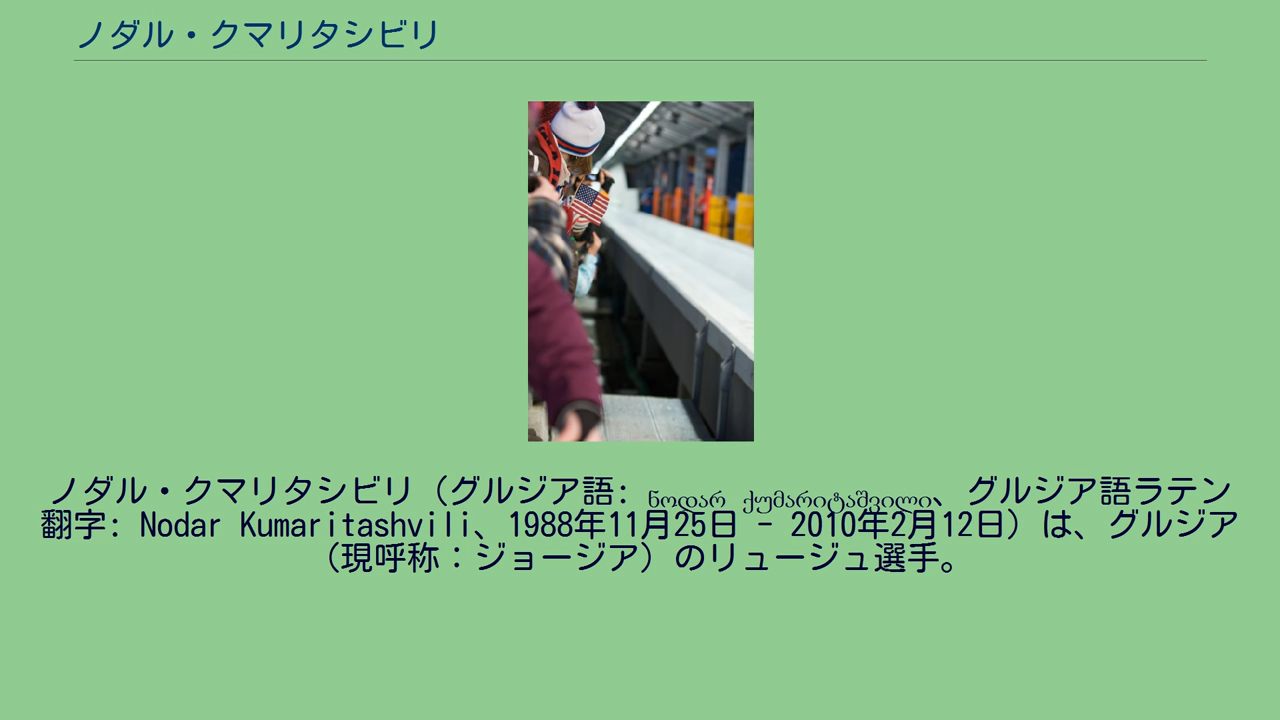 ノダル・クマリタシビリ
ノダル・クマリタシビリ（グルジア語: ნოდარ ქუმარიტაშვილი、グルジア語ラテン
翻字: Nodar Kumaritashvili、1988年11月25日 - 2010年2月12日）は、グルジア
（現呼称：ジョージア）のリュージュ選手。